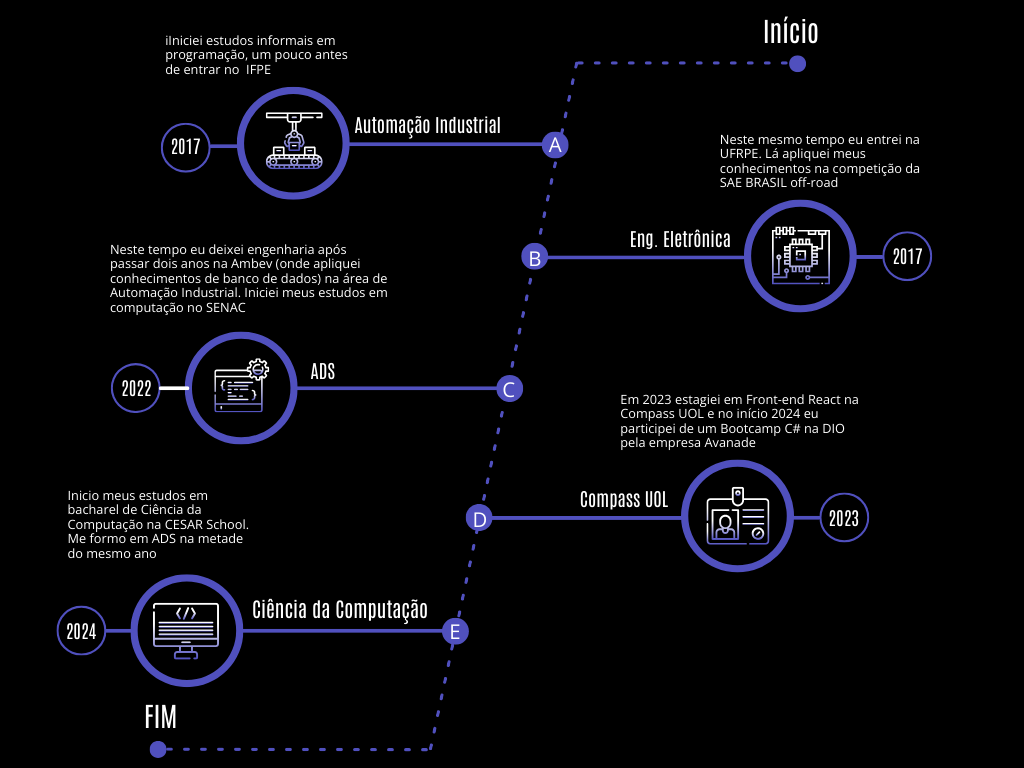 Início
iIniciei estudos informais em
programação, um pouco antes
de entrar no  IFPE
2017
Automação Industrial
A
Neste mesmo tempo eu entrei na
UFRPE. Lá apliquei meus
conhecimentos na competição da
SAE BRASIL off-road
B
Eng. Eletrônica
2017
Neste tempo eu deixei engenharia após
passar dois anos na Ambev (onde apliquei
conhecimentos de banco de dados) na área de
Automação Industrial. Iniciei meus estudos em
computação no SENAC
2022
ADS
C
Em 2023 estagiei em Front-end React na
Compass UOL e no início 2024 eu
participei de um Bootcamp C# na DIO
pela empresa Avanade
D
Compass UOL
2023
Inicio meus estudos em
bacharel de Ciência da
Computação na CESAR School.
Me formo em ADS na metade
do mesmo ano
2024
</>
Ciência da Computação
E
FIM